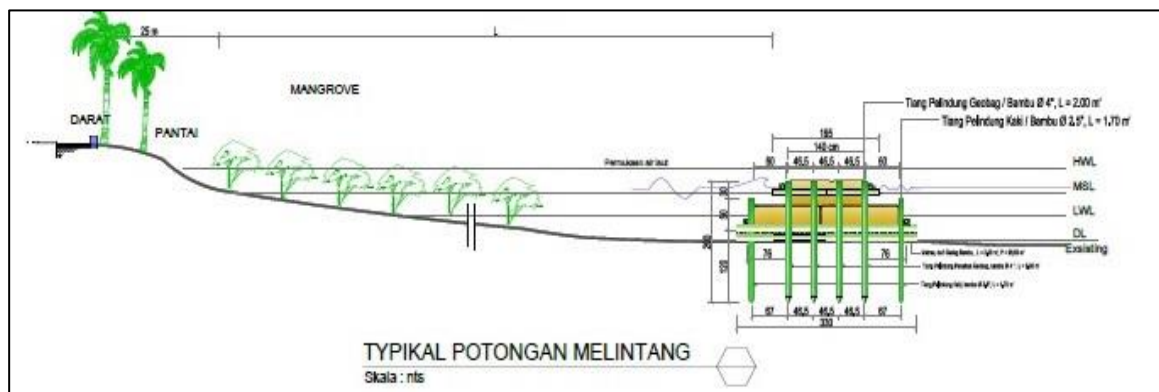 25 m
L
MANGROVE
DARAT
PANTAI
Tiang Pelindung Geobag / Bambu Ø 4", L = 2.00 m'
Tiang Pelindung Kaki / Bambu Ø 2.5", L = 1.70 m'
140 cm
60 46,5 46,5 46,5 60
Permukaan air laut
HWL
MSL
LWL
DL
Exsisting
76 76
120
67 46,5 46,5 46,5 67
330
TYPIKAL POTONGAN MELINTANG
Skala : nts